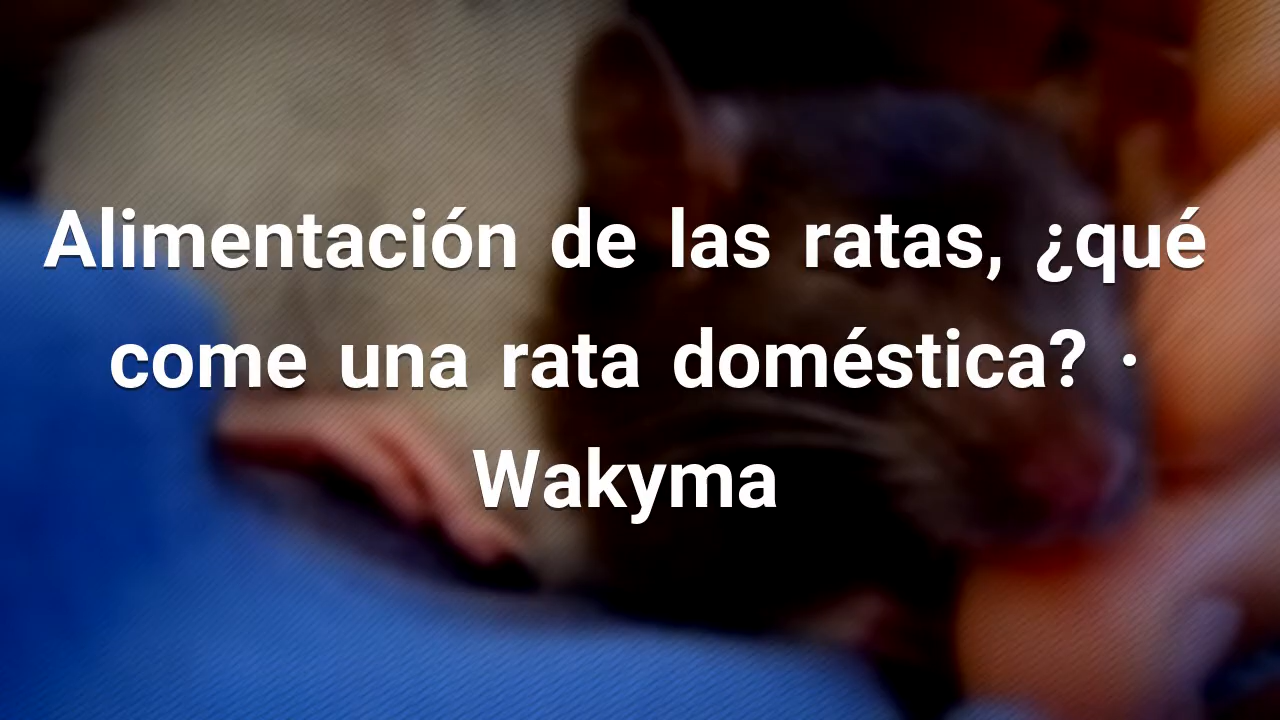 Alimentación de las ratas, ¿qué
come una rata doméstica? ·
Wakyma